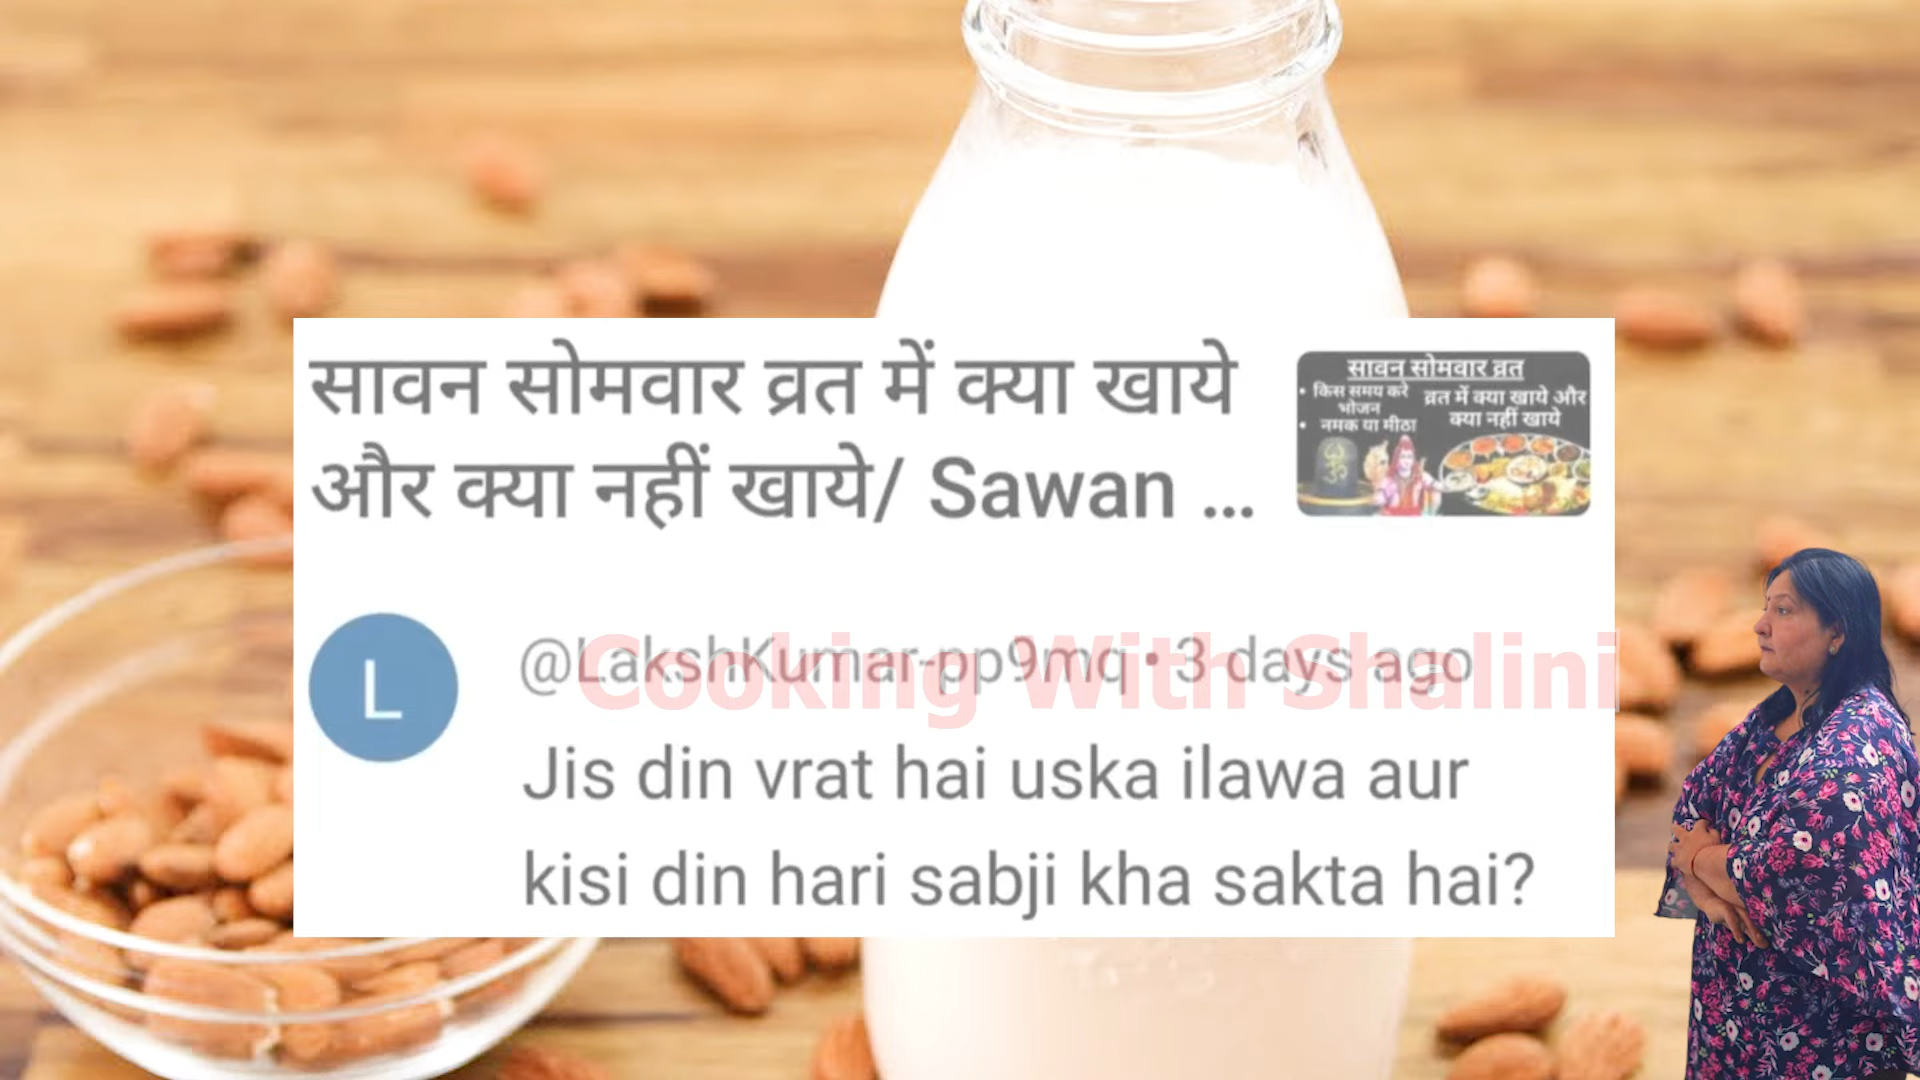 सावन सोमवार व्रत में क्या खाये
और क्या नहीं खाये/ Sawan ...
सावन सोमवार व्रत
• किस समय करे
भोजन
• नमक या मीठा
व्रत में क्या खाये और
क्या नहीं खाये
ॐ
L
@LakshKumar-pp9mq • 3 days ago
Cooking With Shalini
Jis din vrat hai uska ilawa aur
kisi din hari sabji kha sakta hai?